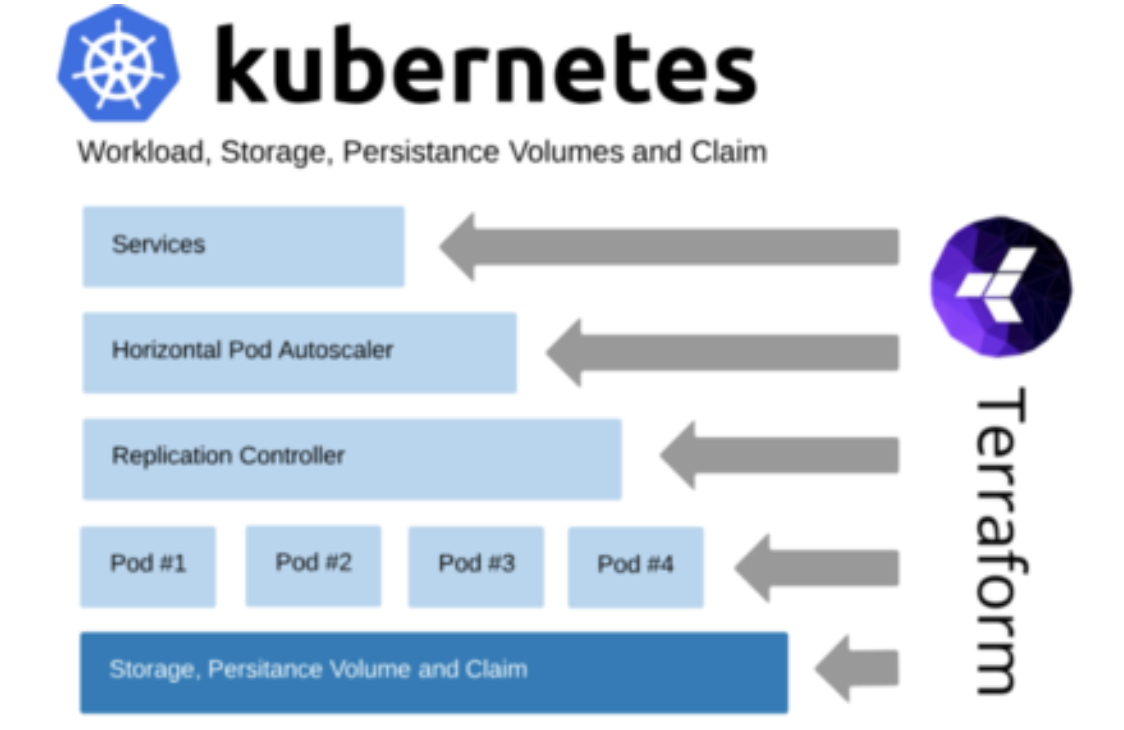 kubernetes
Workload, Storage, Persistance Volumes and Claim
Services
Horizontal Pod Autoscaler
Replication Controller
Pod #1
Pod #2
Pod #3
Pod #4
Storage, Persitance Volume and Claim
Terraform